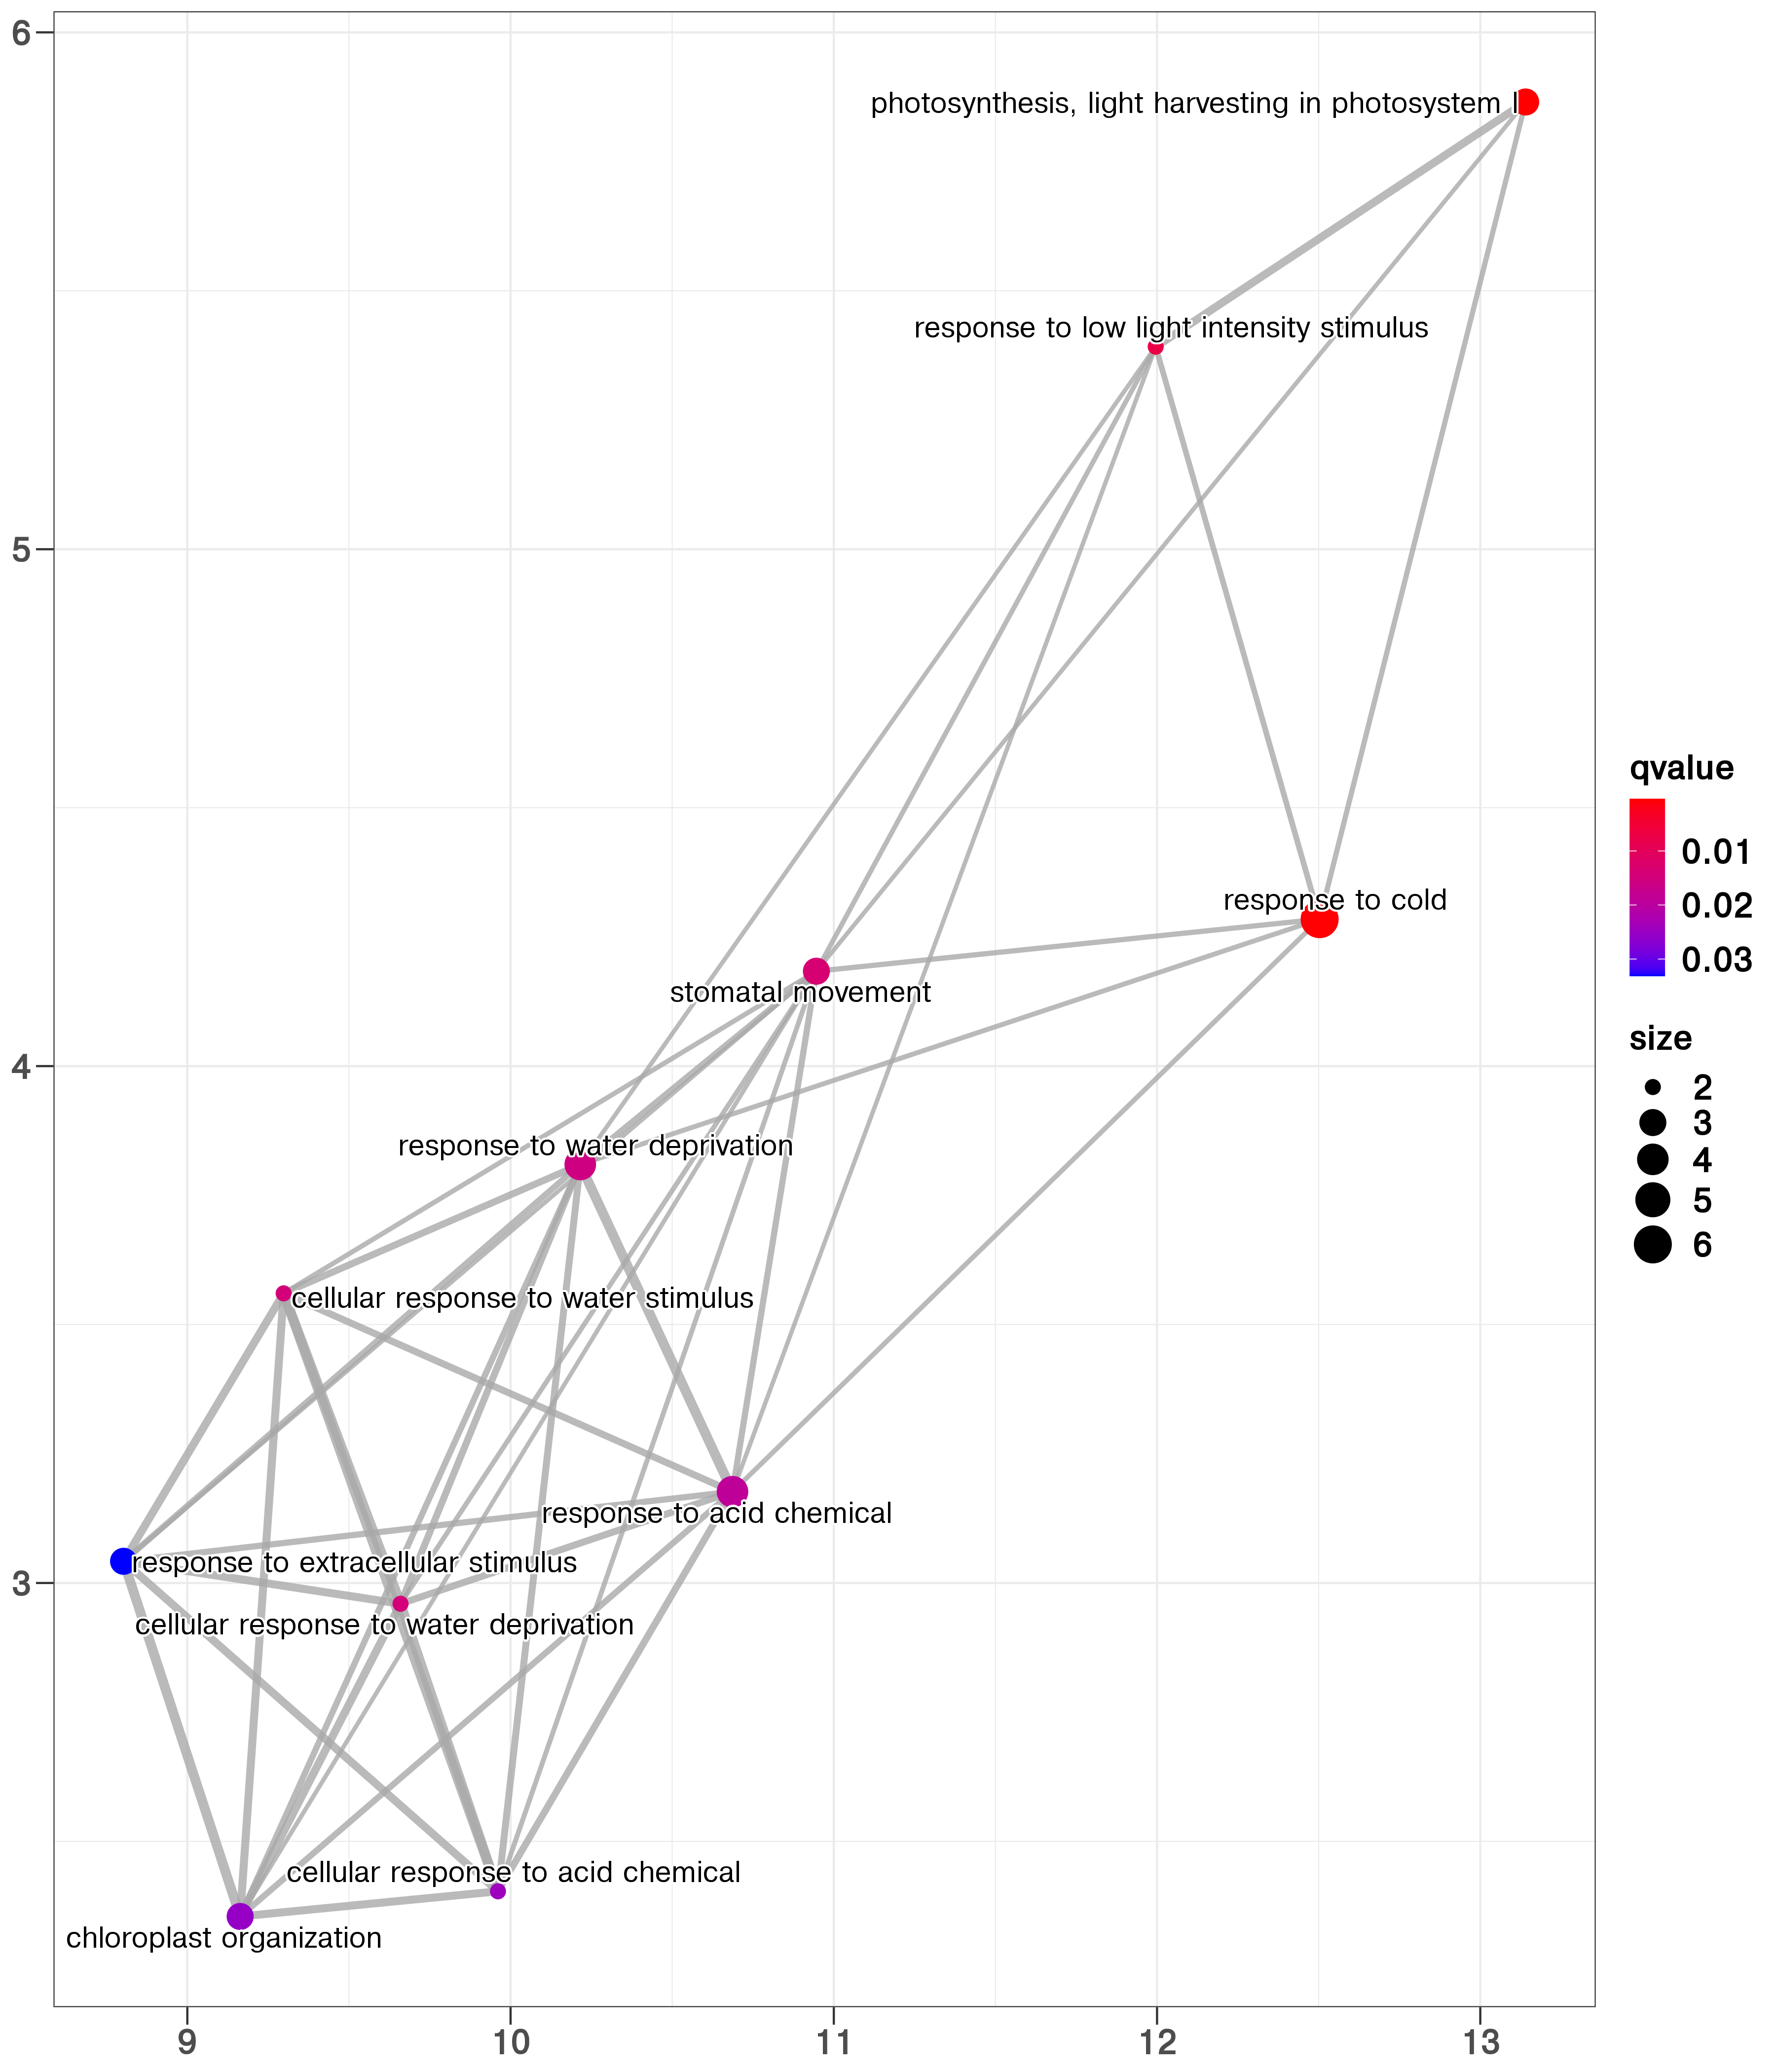 6
photosynthesis, light harvesting in photosystem I
response to low light intensity stimulus
5
qvalue
0.01
0.02
0.03
response to cold
stomatal movement
size
2
3
4
5
6
4
response to water deprivation
cellular response to water stimulus
response to acid chemical
response to extracellular stimulus
3
cellular response to water deprivation
cellular response to acid chemical
chloroplast organization
9 10 11 12 13